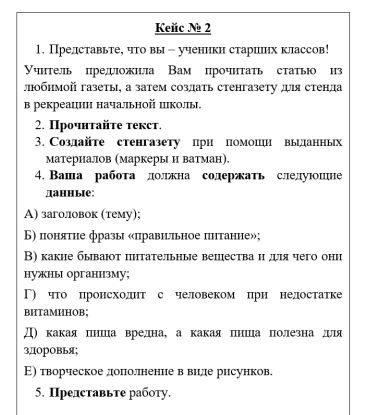 Кейс № 2
1. Представьте, что вы – ученики старших классов!
Учитель предложила Вам прочитать статью из
любимой газеты, а затем создать стенгазету для стенда
в рекреации начальной школы.
2. Прочитайте текст.
3. Создайте стенгазету при помощи выданных
материалов (маркеры и ватман).
4. Ваша работа должна содержать следующие
данные:
А) заголовок (тему);
Б) понятие фразы «правильное питание»;
В) какие бывают питательные вещества и для чего они
нужны организму;
Г) что происходит с человеком при недостатке
витаминов;
Д) какая пища вредна, а какая пища полезна для
здоровья;
Е) творческое дополнение в виде рисунков.
5. Представьте работу.